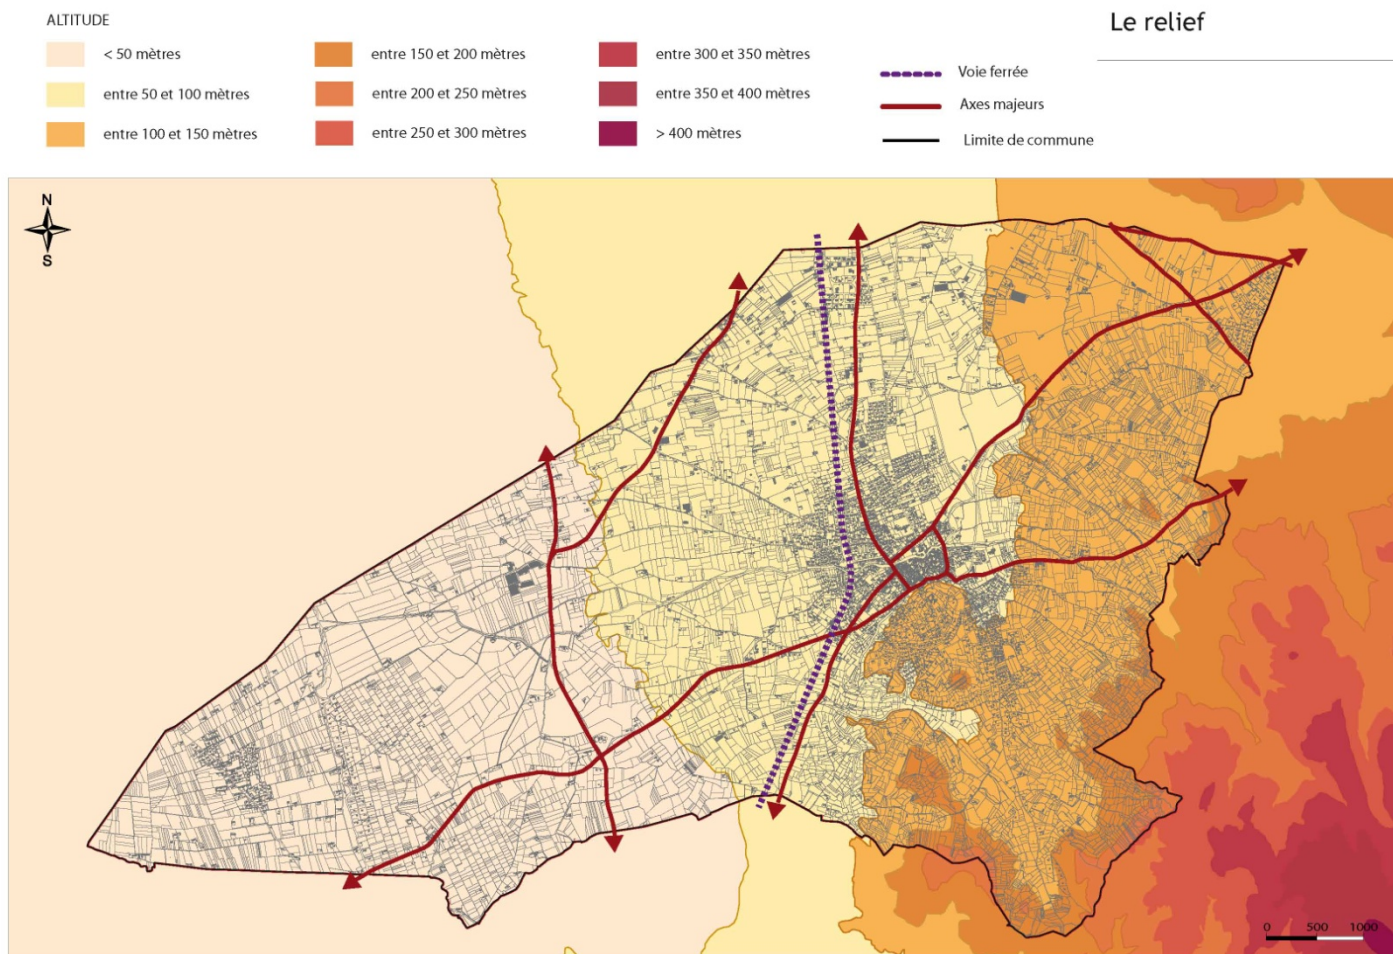 Le relief
ALTITUDE
< 50 mètres
entre 50 et 100 mètres
entre 100 et 150 mètres
entre 150 et 200 mètres
entre 200 et 250 mètres
entre 250 et 300 mètres
entre 300 et 350 mètres
entre 350 et 400 mètres
> 400 mètres
Voie ferrée
Axes majeurs
Limite de commune
N
S
0 500 1000